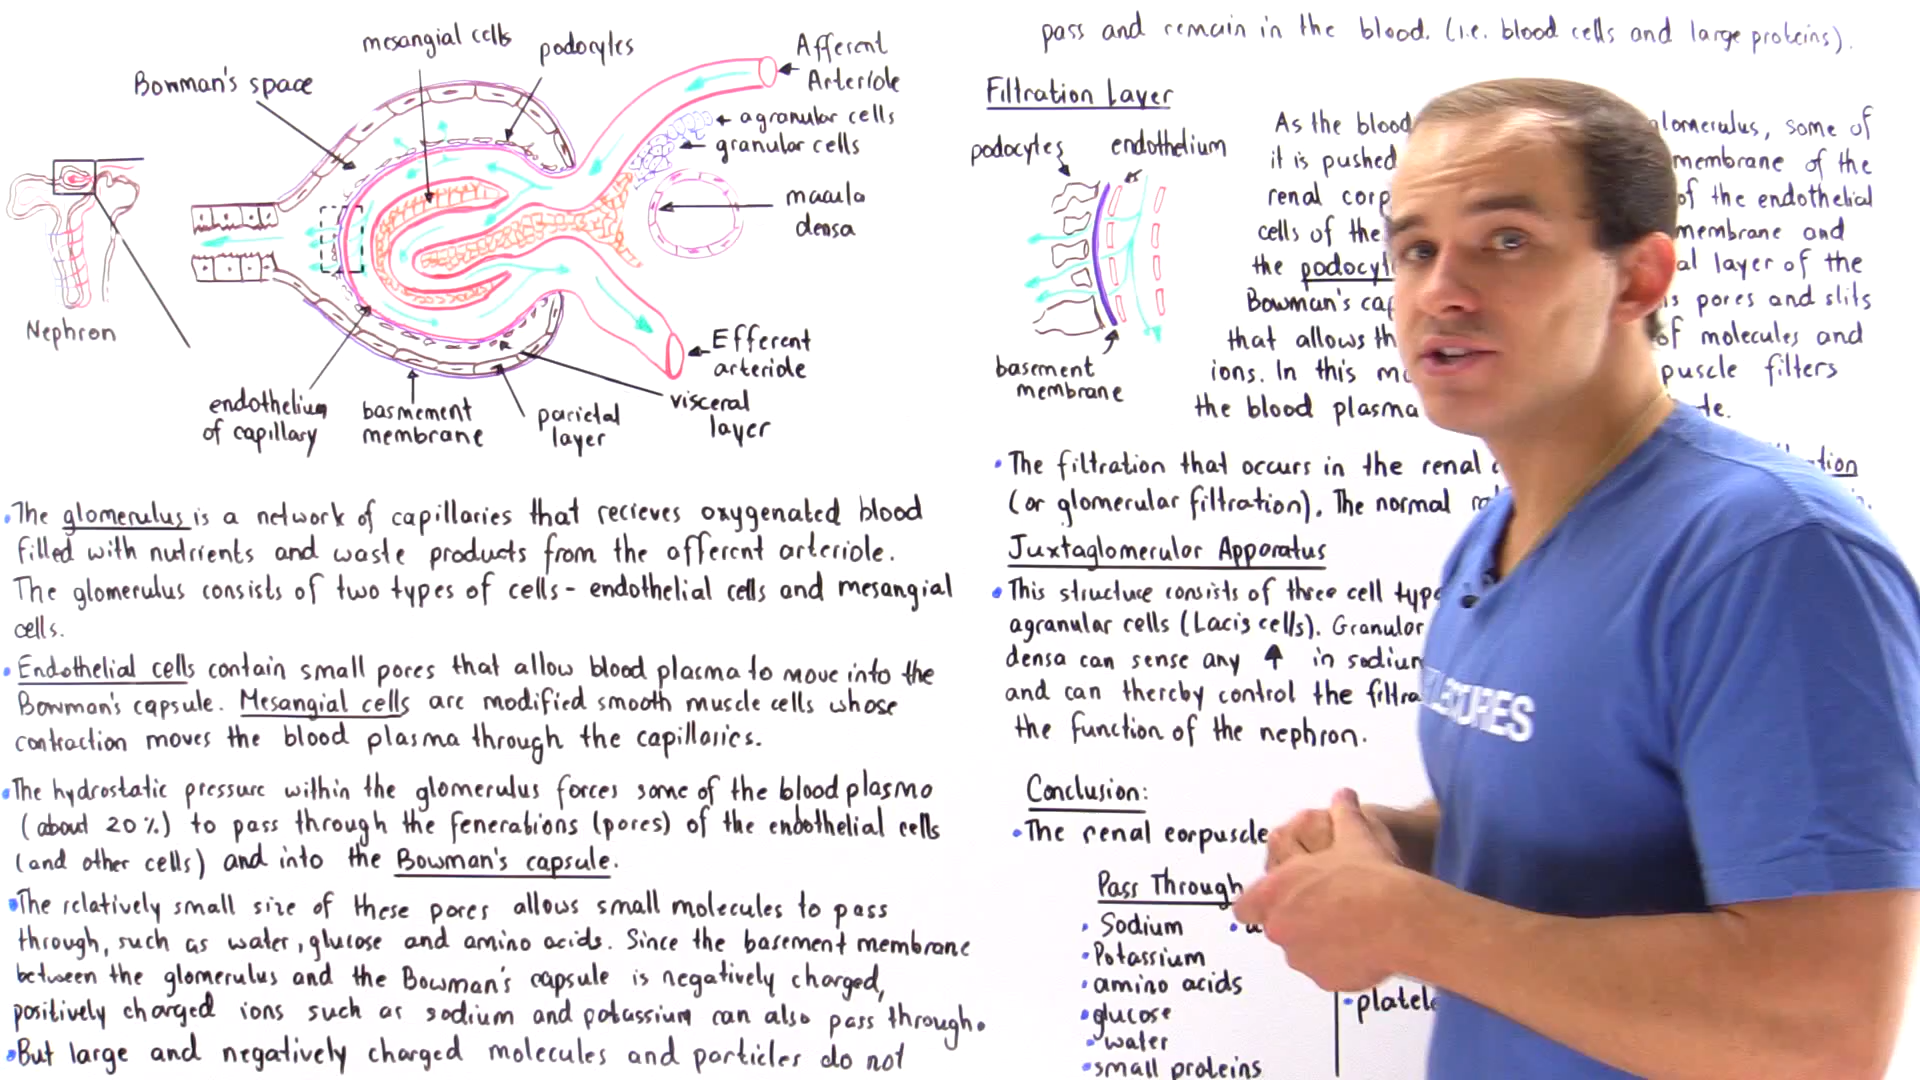 mesangial cells
podocytes
Afferent
Arteriole
Bowman's space
agranular cells
granular cells
macula
densa
Nephron
Efferent
arteriole
endothelium
of capillary
basmement
membrane
parietal
layer
visceral
layer
• The glomerulus is a network of capillaries that recieves oxygenated blood
filled with nutrients and waste products from the afferent arteriole.
The glomerulus consists of two types of cells - endothelial cells and mesangial
cells.
• Endothelial cells contain small pores that allow blood plasma to move into the
Bowman's capsule. Mesangial cells are modified smooth muscle cells whose
contraction moves the blood plasma through the capillaries.
• The hydrostatic pressure within the glomerulus forces some of the blood plasma
(about 20%) to pass through the fenerations (pores) of the endothelial cells
(and other cells) and into the Bowman's capsule.
• The relatively small size of these pores allows small molecules to pass
through, such as water, glucose and amino acids. Since the basement membrane
between the glomerulus and the Bowman's capsule is negatively charged,
positively charged ions such as sodium and potassium can also pass through.
• But large and negatively charged molecules and particles do not
pass and remain in the blood. (i.e. blood cells and large proteins).
Filtration Layer
podocytes
endothelium
basement
membrane
As the blood glomerulus, some of
it is pushed membrane of the
renal of the endothelial
cells of the membrane and
the layer of the
Bowman's pores and slits
that allows of molecules and
ions. In this filters
the blood plasma
• The filtration that occurs in the renal
(or glomerular filtration). The normal
Juxtaglomerular Apparatus
• This structure consists of three cell
agranular cells (Lacis cells).
densa can sense any ↑ in
and can thereby control the
the function of the nephron.
Conclusion:
• The renal corpuscle
Pass Through
• Sodium
• Potassium
• amino acids
• glucose
• water
• small proteins
LECTURES